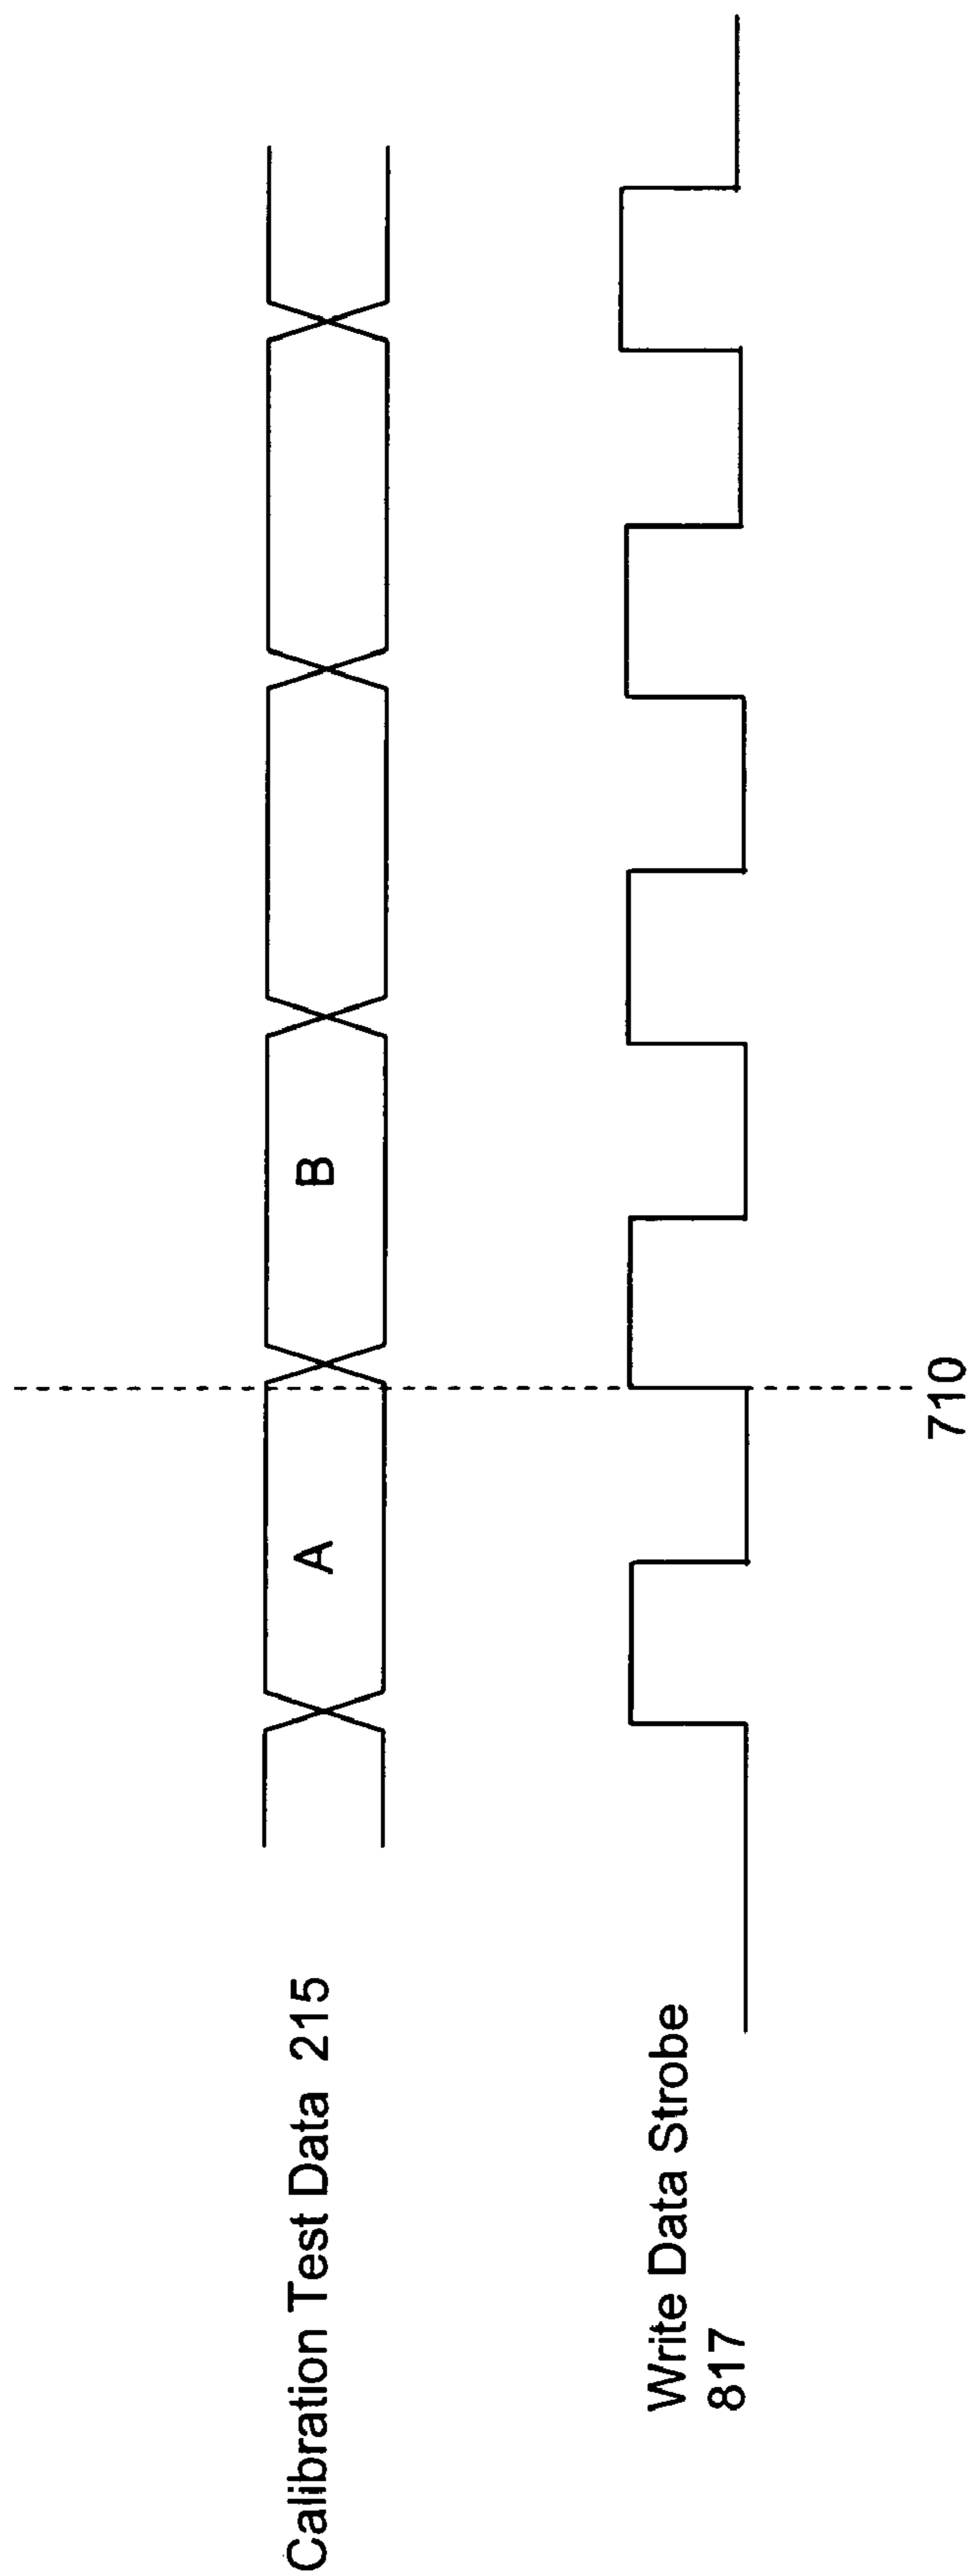 Calibration Test Data 215
A
B
Write Data Strobe
817
710